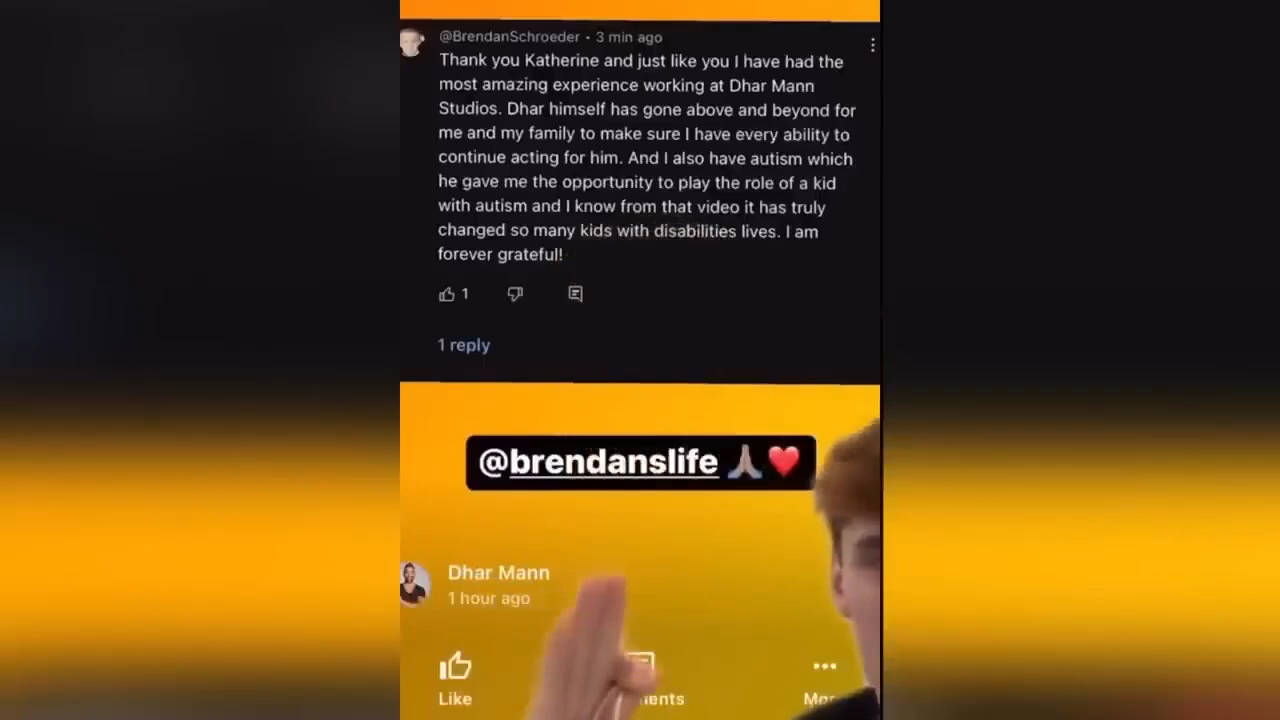 @BrendanSchroeder • 3 min ago
Thank you Katherine and just like you I have had the
most amazing experience working at Dhar Mann
Studios. Dhar himself has gone above and beyond for
me and my family to make sure I have every ability to
continue acting for him. And I also have autism which
he gave me the opportunity to play the role of a kid
with autism and I know from that video it has truly
changed so many kids with disabilities lives. I am
forever grateful!
1
1 reply
@brendanslife 🙏🏽❤️
Dhar Mann
1 hour ago
Like